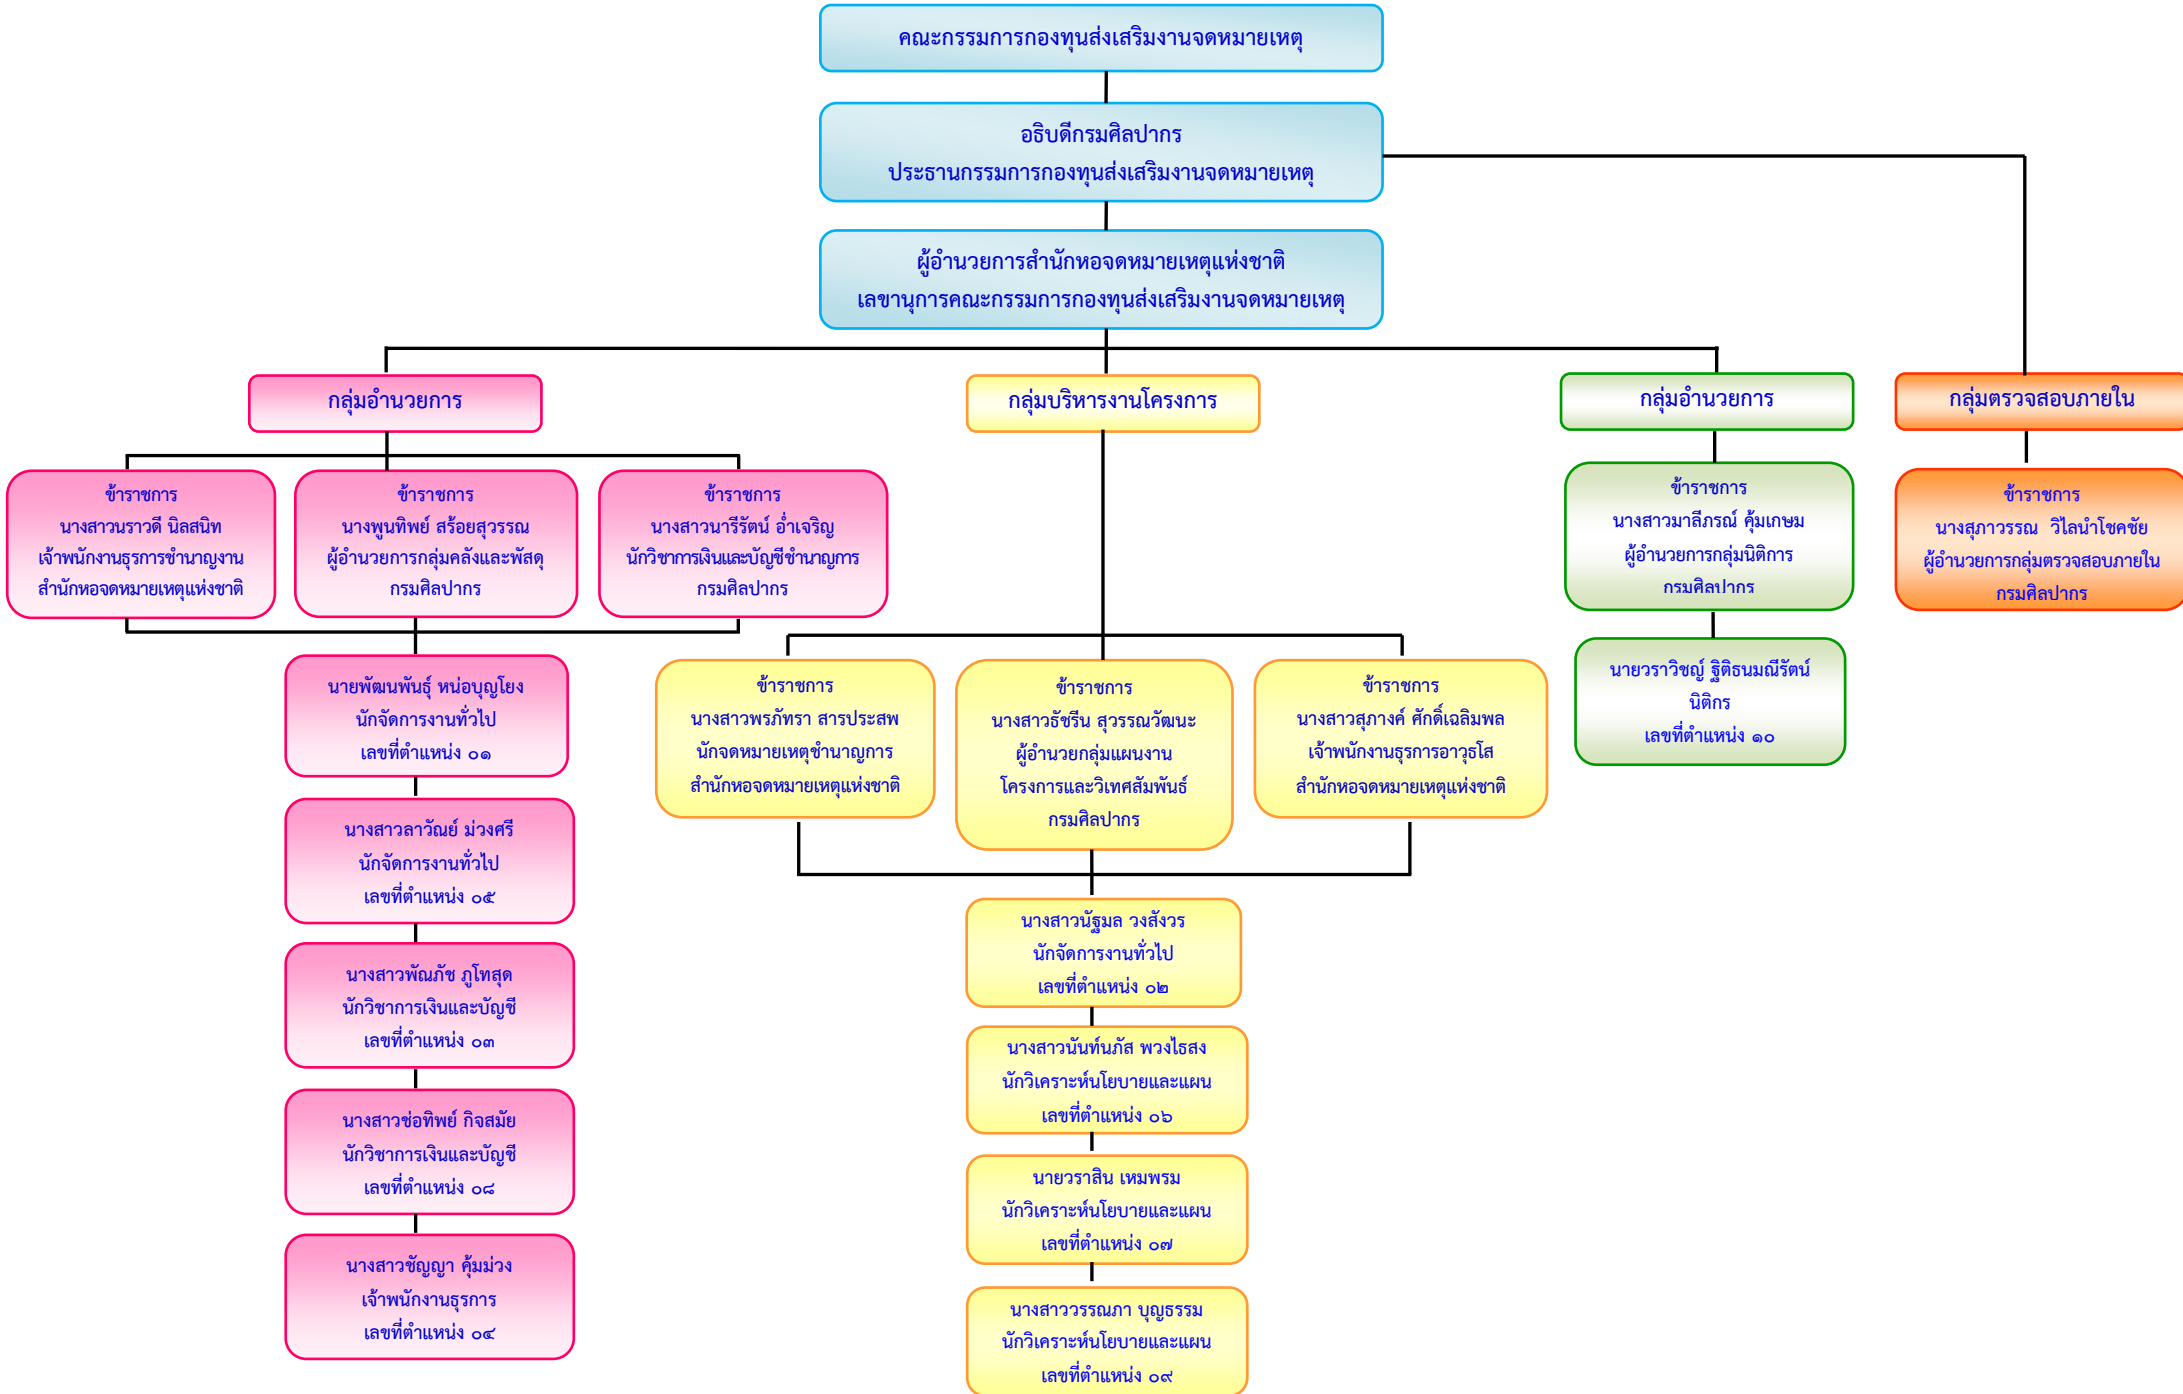 คณะกรรมการกองทุนส่งเสริมงานจดหมายเหตุ
อธิบดีกรมศิลปากร
ประธานกรรมการกองทุนส่งเสริมงานจดหมายเหตุ
ผู้อำนวยการสำนักหอจดหมายเหตุแห่งชาติ
เลขานุการคณะกรรมการกองทุนส่งเสริมงานจดหมายเหตุ
กลุ่มอำนวยการ
ข้าราชการ
นางสาวนราวดี นิลสนิท
เจ้าพนักงานธุรการชำนาญงาน
สำนักหอจดหมายเหตุแห่งชาติ
ข้าราชการ
นางพูนทิพย์ สร้อยสุวรรณ
ผู้อำนวยการกลุ่มคลังและพัสดุ
กรมศิลปากร
ข้าราชการ
นางสาวนารีรัตน์ อ่ำเจริญ
นักวิชาการเงินและบัญชีชำนาญการ
กรมศิลปากร
นายพัฒนพันธุ์ หน่อบุญโยง
นักจัดการงานทั่วไป
เลขที่ตำแหน่ง ๐๑
นางสาวลาวัณย์ ม่วงศรี
นักจัดการงานทั่วไป
เลขที่ตำแหน่ง ๐๕
นางสาวพัณภัช ภูโทสุด
นักวิชาการเงินและบัญชี
เลขที่ตำแหน่ง ๐๓
นางสาวช่อทิพย์ กิจสมัย
นักวิชาการเงินและบัญชี
เลขที่ตำแหน่ง ๐๘
นางสาวชัญญา คุ้มม่วง
เจ้าพนักงานธุรการ
เลขที่ตำแหน่ง ๐๔
กลุ่มบริหารงานโครงการ
ข้าราชการ
นางสาวพรภัทรา สารประสพ
นักจดหมายเหตุชำนาญการ
สำนักหอจดหมายเหตุแห่งชาติ
ข้าราชการ
นางสาวธัชรีน สุวรรณวัฒนะ
ผู้อำนวยกลุ่มแผนงาน
โครงการและวิเทศสัมพันธ์
กรมศิลปากร
ข้าราชการ
นางสาวสุภางค์ ศักดิ์เฉลิมพล
เจ้าพนักงานธุรการอาวุธโส
สำนักหอจดหมายเหตุแห่งชาติ
นางสาวนัฐมล วงสังวร
นักจัดการงานทั่วไป
เลขที่ตำแหน่ง ๐๒
นางสาวนันท์นภัส พวงไธสง
นักวิเคราะห์นโยบายและแผน
เลขที่ตำแหน่ง ๐๖
นายวราสิน เหมพรม
นักวิเคราะห์นโยบายและแผน
เลขที่ตำแหน่ง ๐๗
นางสาววรรณภา บุญธรรม
นักวิเคราะห์นโยบายและแผน
เลขที่ตำแหน่ง ๐๙
กลุ่มอำนวยการ
ข้าราชการ
นางสาวมาลีภรณ์ คุ้มเกษม
ผู้อำนวยการกลุ่มนิติการ
กรมศิลปากร
นายวราวิชญ์ ฐิติธนมณีรัตน์
นิติกร
เลขที่ตำแหน่ง ๑๐
กลุ่มตรวจสอบภายใน
ข้าราชการ
นางสุภาวรรณ วิไลนำโชคชัย
ผู้อำนวยการกลุ่มตรวจสอบภายใน
กรมศิลปากร